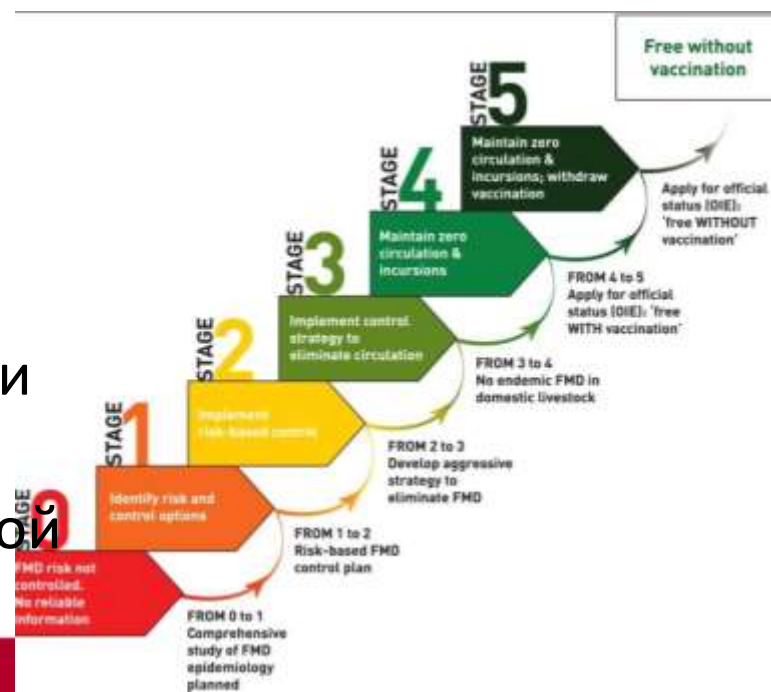 Free without
vaccination
STAGE 5
Maintain zero
circulation &
incursions; withdraw
vaccination
Apply for official
status (OIE):
'free WITHOUT
vaccination'
STAGE 4
Maintain zero
circulation &
incursions
FROM 4 to 5
Apply for official
status (OIE): 'free
WITH vaccination'
STAGE 3
Implement control
strategy to
eliminate circulation
FROM 3 to 4
No endemic FMD in
domestic livestock
STAGE 2
Implement
risk-based control
FROM 2 to 3
Develop aggressive
strategy to
eliminate FMD
и
STAGE 1
Identify risk and
control options
FROM 1 to 2
Risk-based FMD
control plan
ой
STAGE 0
FMD risk not
controlled.
No reliable
information
FROM 0 to 1
Comprehensive
study of FMD
epidemiology
planned